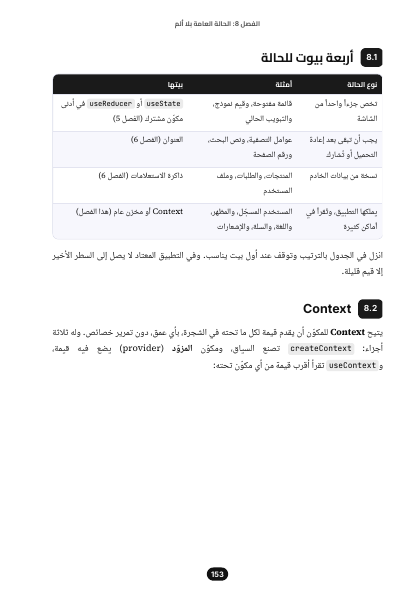 الفصل 8: الحالة العامة بلا ألم
8.1 أربعة بيوت للحالة
نوع الحالة أمثلة بيتها
تخص جزءاً واحداً من قائمة مفتوحة، وقيم نموذج، useState أو useReducer في أدنى
الشاشة والتبويب الحالي مكوّن مشترك (الفصل 5)
يجب أن تبقى بعد إعادة عوامل التصفية، ونص البحث، العنوان (الفصل 6)
التحميل أو تُشارك ورقم الصفحة
نسخة من بيانات الخادم المنتجات، والطلبات، وملف ذاكرة الاستعلامات (الفصل 6)
المستخدم
يملكها التطبيق، وتُقرأ في المستخدم المسجّل، والمظهر، Context أو مخزن عام (هذا الفصل)
أماكن كثيرة واللغة، والسلة، والإشعارات
انزل في الجدول بالترتيب وتوقف عند أول بيت يناسب. وفي التطبيق المعتاد لا يصل إلى السطر الأخير
إلا قيم قليلة.
8.2 Context
يتيح Context للمكوّن أن يقدم قيمة لكل ما تحته في الشجرة، بأي عمق، دون تمرير خصائص. وله ثلاثة
أجزاء: createContext تصنع السياق، ومكوّن المزوّد (provider) يضع فيه قيمة،
و useContext تقرأ أقرب قيمة من أي مكوّن تحته:
153